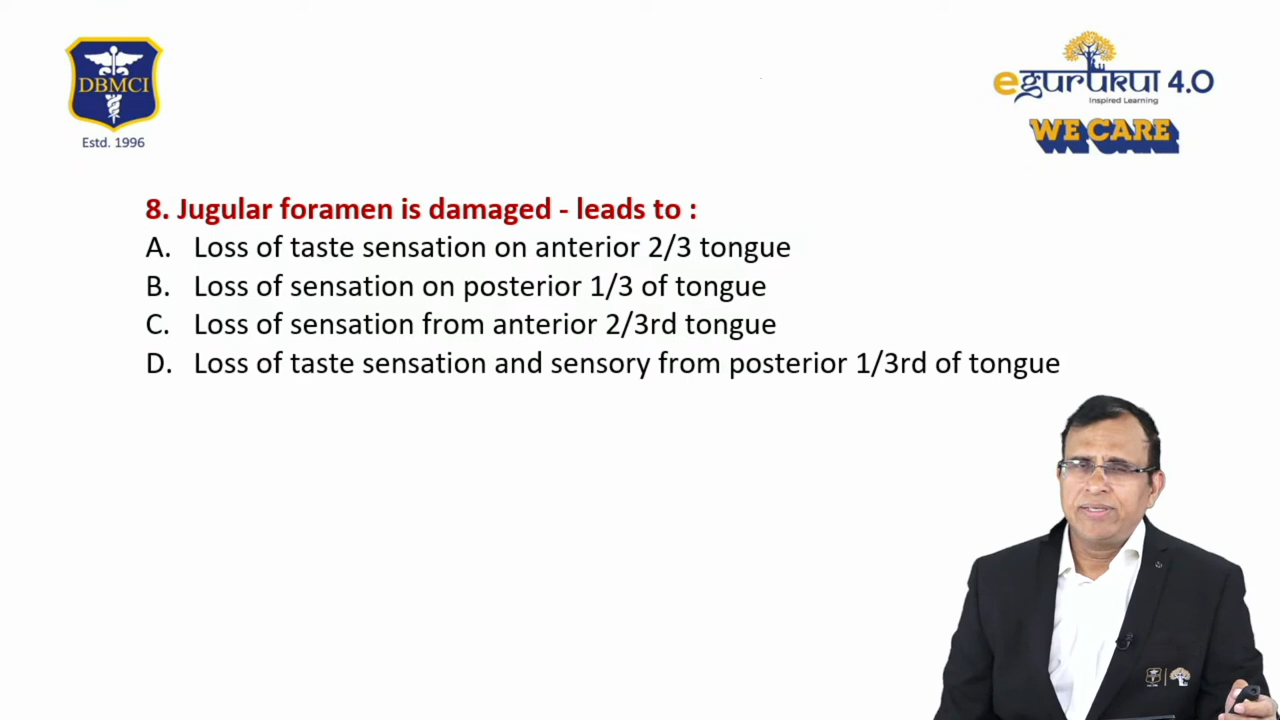 DBMCI
Estd. 1996
eGurukul 4.0
Inspired Learning
WE CARE
8. Jugular foramen is damaged - leads to :
A. Loss of taste sensation on anterior 2/3 tongue
B. Loss of sensation on posterior 1/3 of tongue
C. Loss of sensation from anterior 2/3rd tongue
D. Loss of taste sensation and sensory from posterior 1/3rd of tongue